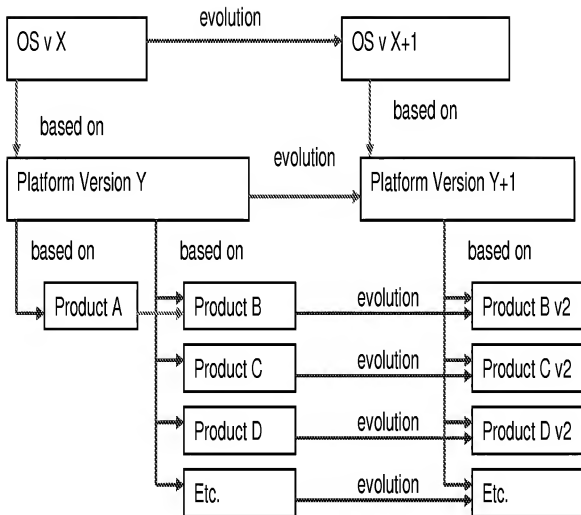 evolution
OS v X
OS v X+1
based on
based on
evolution
Platform Version Y
Platform Version Y+1
based on
based on
based on
Product A
Product B
evolution
Product B v2
Product C
evolution
Product C v2
Product D
evolution
Product D v2
Etc.
evolution
Etc.